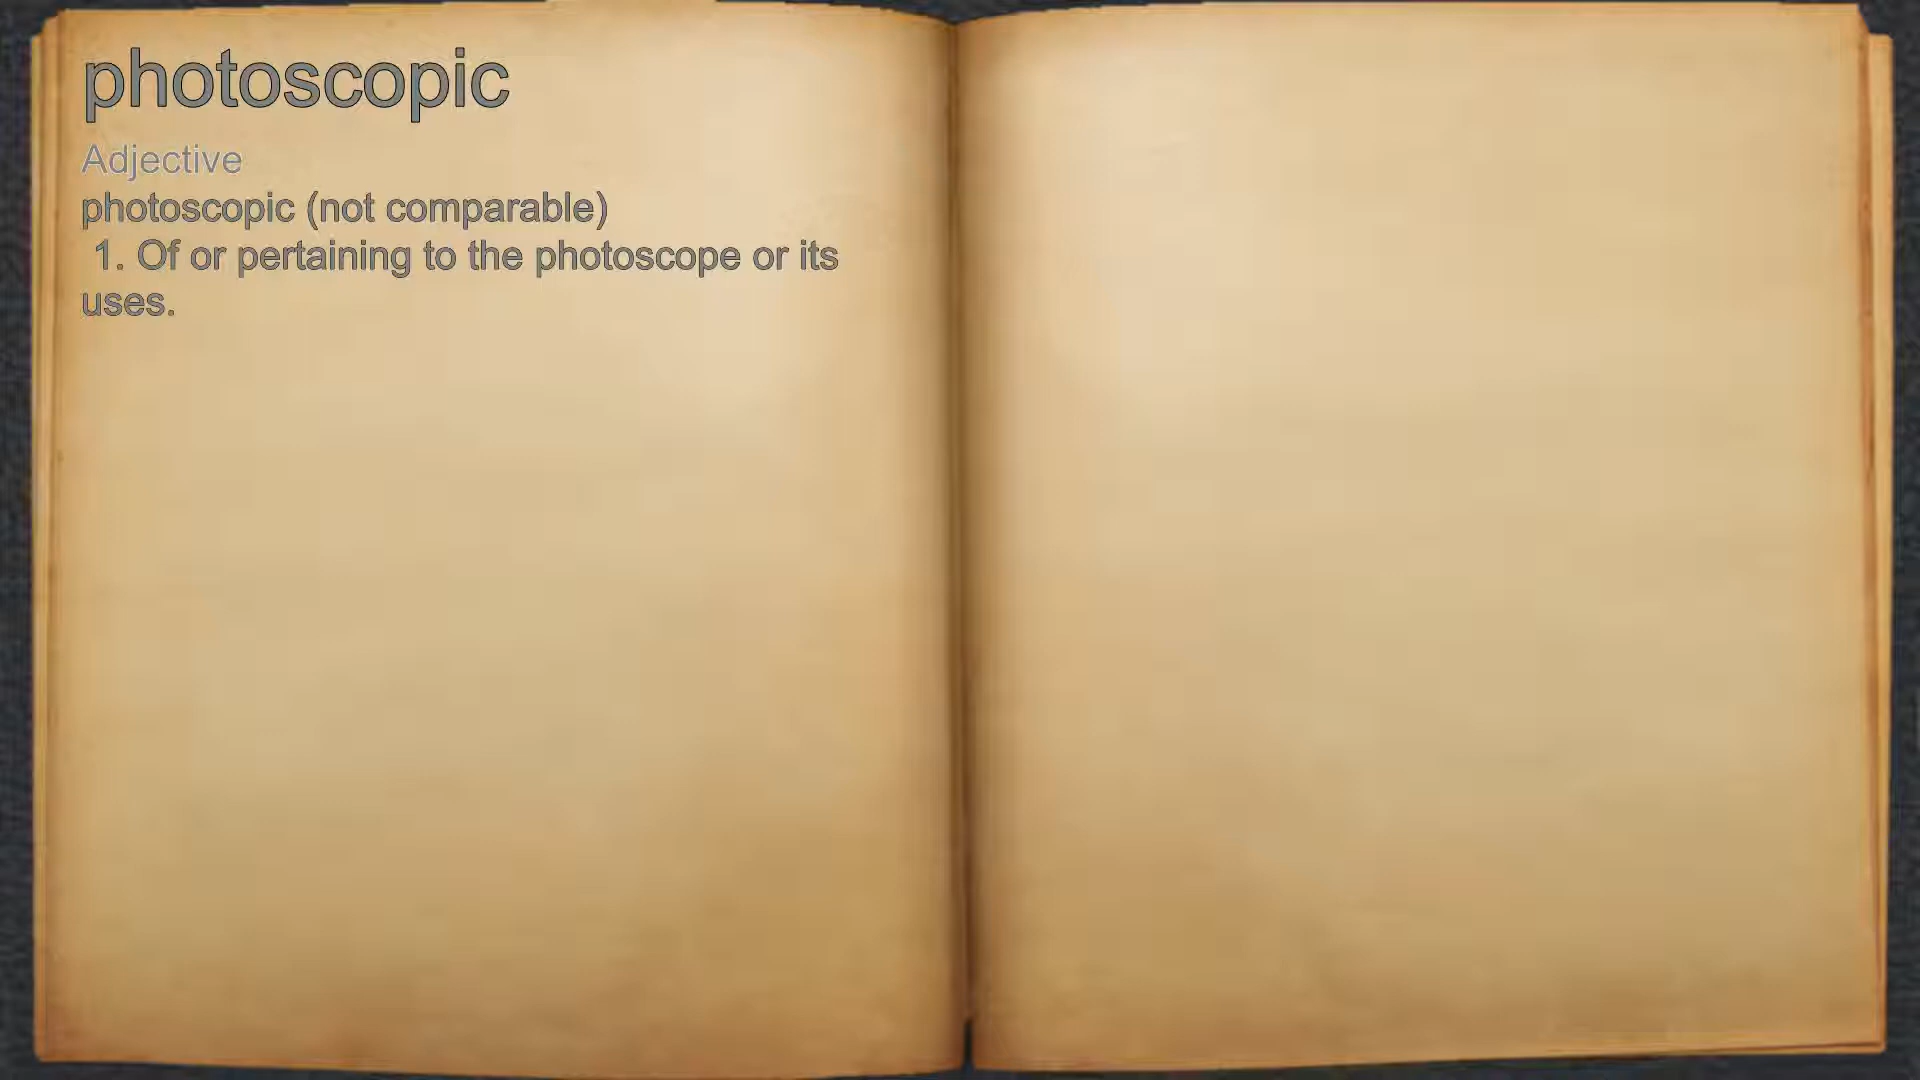 photoscopic
Adjective
photoscopic (not comparable)
1. Of or pertaining to the photoscope or its
uses.